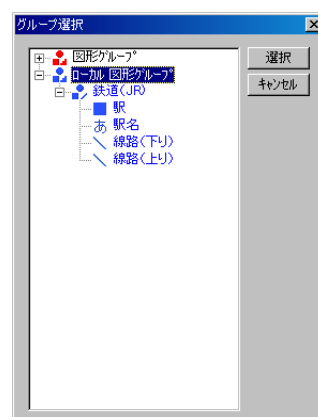 グループ選択
図形ｸﾞﾙｰﾌﾟ
ﾛｰｶﾙ 図形ｸﾞﾙｰﾌﾟ
鉄道(JR)
駅
あ 駅名
線路(下り)
線路(上り)
選択
ｷｬﾝｾﾙ